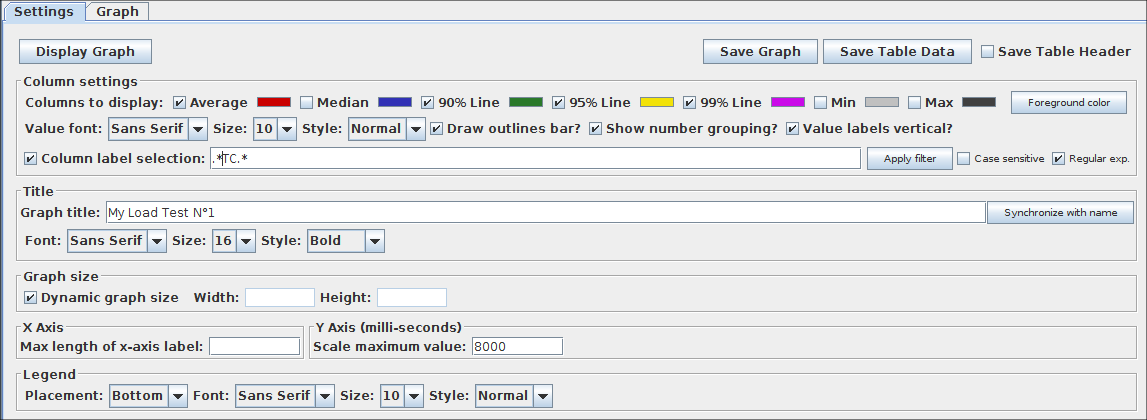 Settings Graph
Display Graph Save Graph Save Table Data Save Table Header
Column settings
Columns to display: Average Median 90% Line 95% Line 99% Line Min Max Foreground color
Value font: Sans Serif Size: 10 Style: Normal Draw outlines bar? Show number grouping? Value labels vertical?
Column label selection: .*TC.* Apply filter Case sensitive Regular exp.
Title
Graph title: My Load Test N°1 Synchronize with name
Font: Sans Serif Size: 16 Style: Bold
Graph size
Dynamic graph size Width: Height:
X Axis Y Axis (milli-seconds)
Max length of x-axis label: Scale maximum value: 8000
Legend
Placement: Bottom Font: Sans Serif Size: 10 Style: Normal